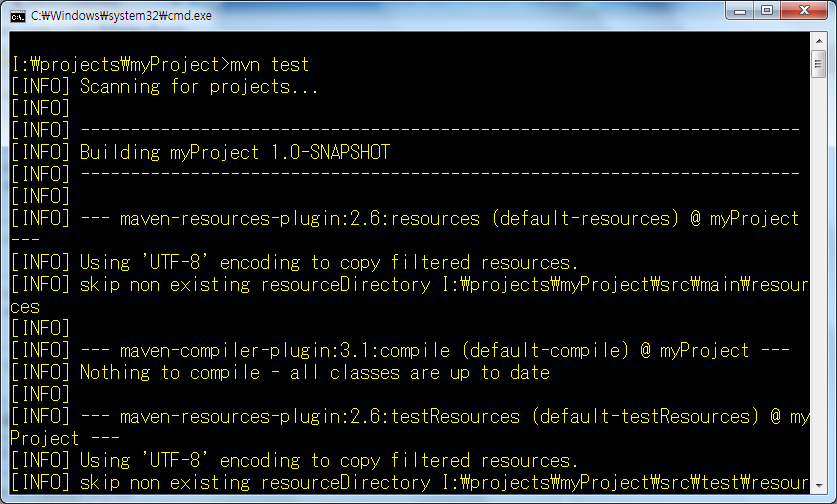 C:₩Windows₩system32₩cmd.exe
I:₩projects₩myProject>mvn test
[INFO] Scanning for projects...
[INFO]
[INFO] ------------------------------------------------------------------------
[INFO] Building myProject 1.0-SNAPSHOT
[INFO] ------------------------------------------------------------------------
[INFO]
[INFO] --- maven-resources-plugin:2.6:resources (default-resources) @ myProject
---
[INFO] Using 'UTF-8' encoding to copy filtered resources.
[INFO] skip non existing resourceDirectory I:₩projects₩myProject₩src₩main₩resour
ces
[INFO]
[INFO] --- maven-compiler-plugin:3.1:compile (default-compile) @ myProject ---
[INFO] Nothing to compile - all classes are up to date
[INFO]
[INFO] --- maven-resources-plugin:2.6:testResources (default-testResources) @ my
Project ---
[INFO] Using 'UTF-8' encoding to copy filtered resources.
[INFO] skip non existing resourceDirectory I:₩projects₩myProject₩src₩test₩resour